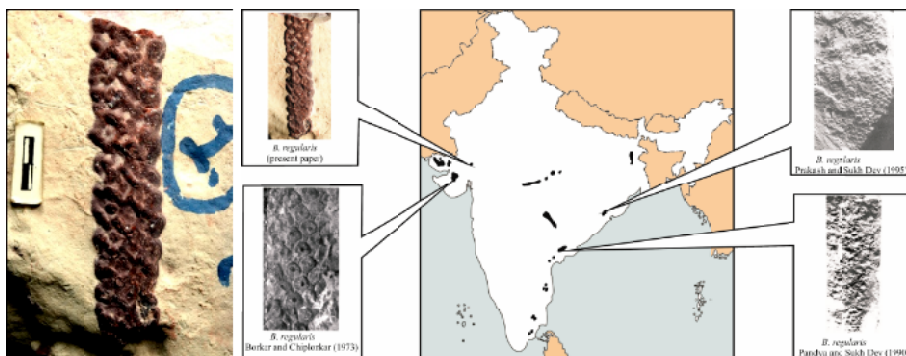 B. regularis
(present paper)
B. regularis
Borkar and Chiplonkar (1973)
B. regularis
Prakash and Sukh Dev (1995)
B. regularis
Pandya and Sukh Dev (1990)